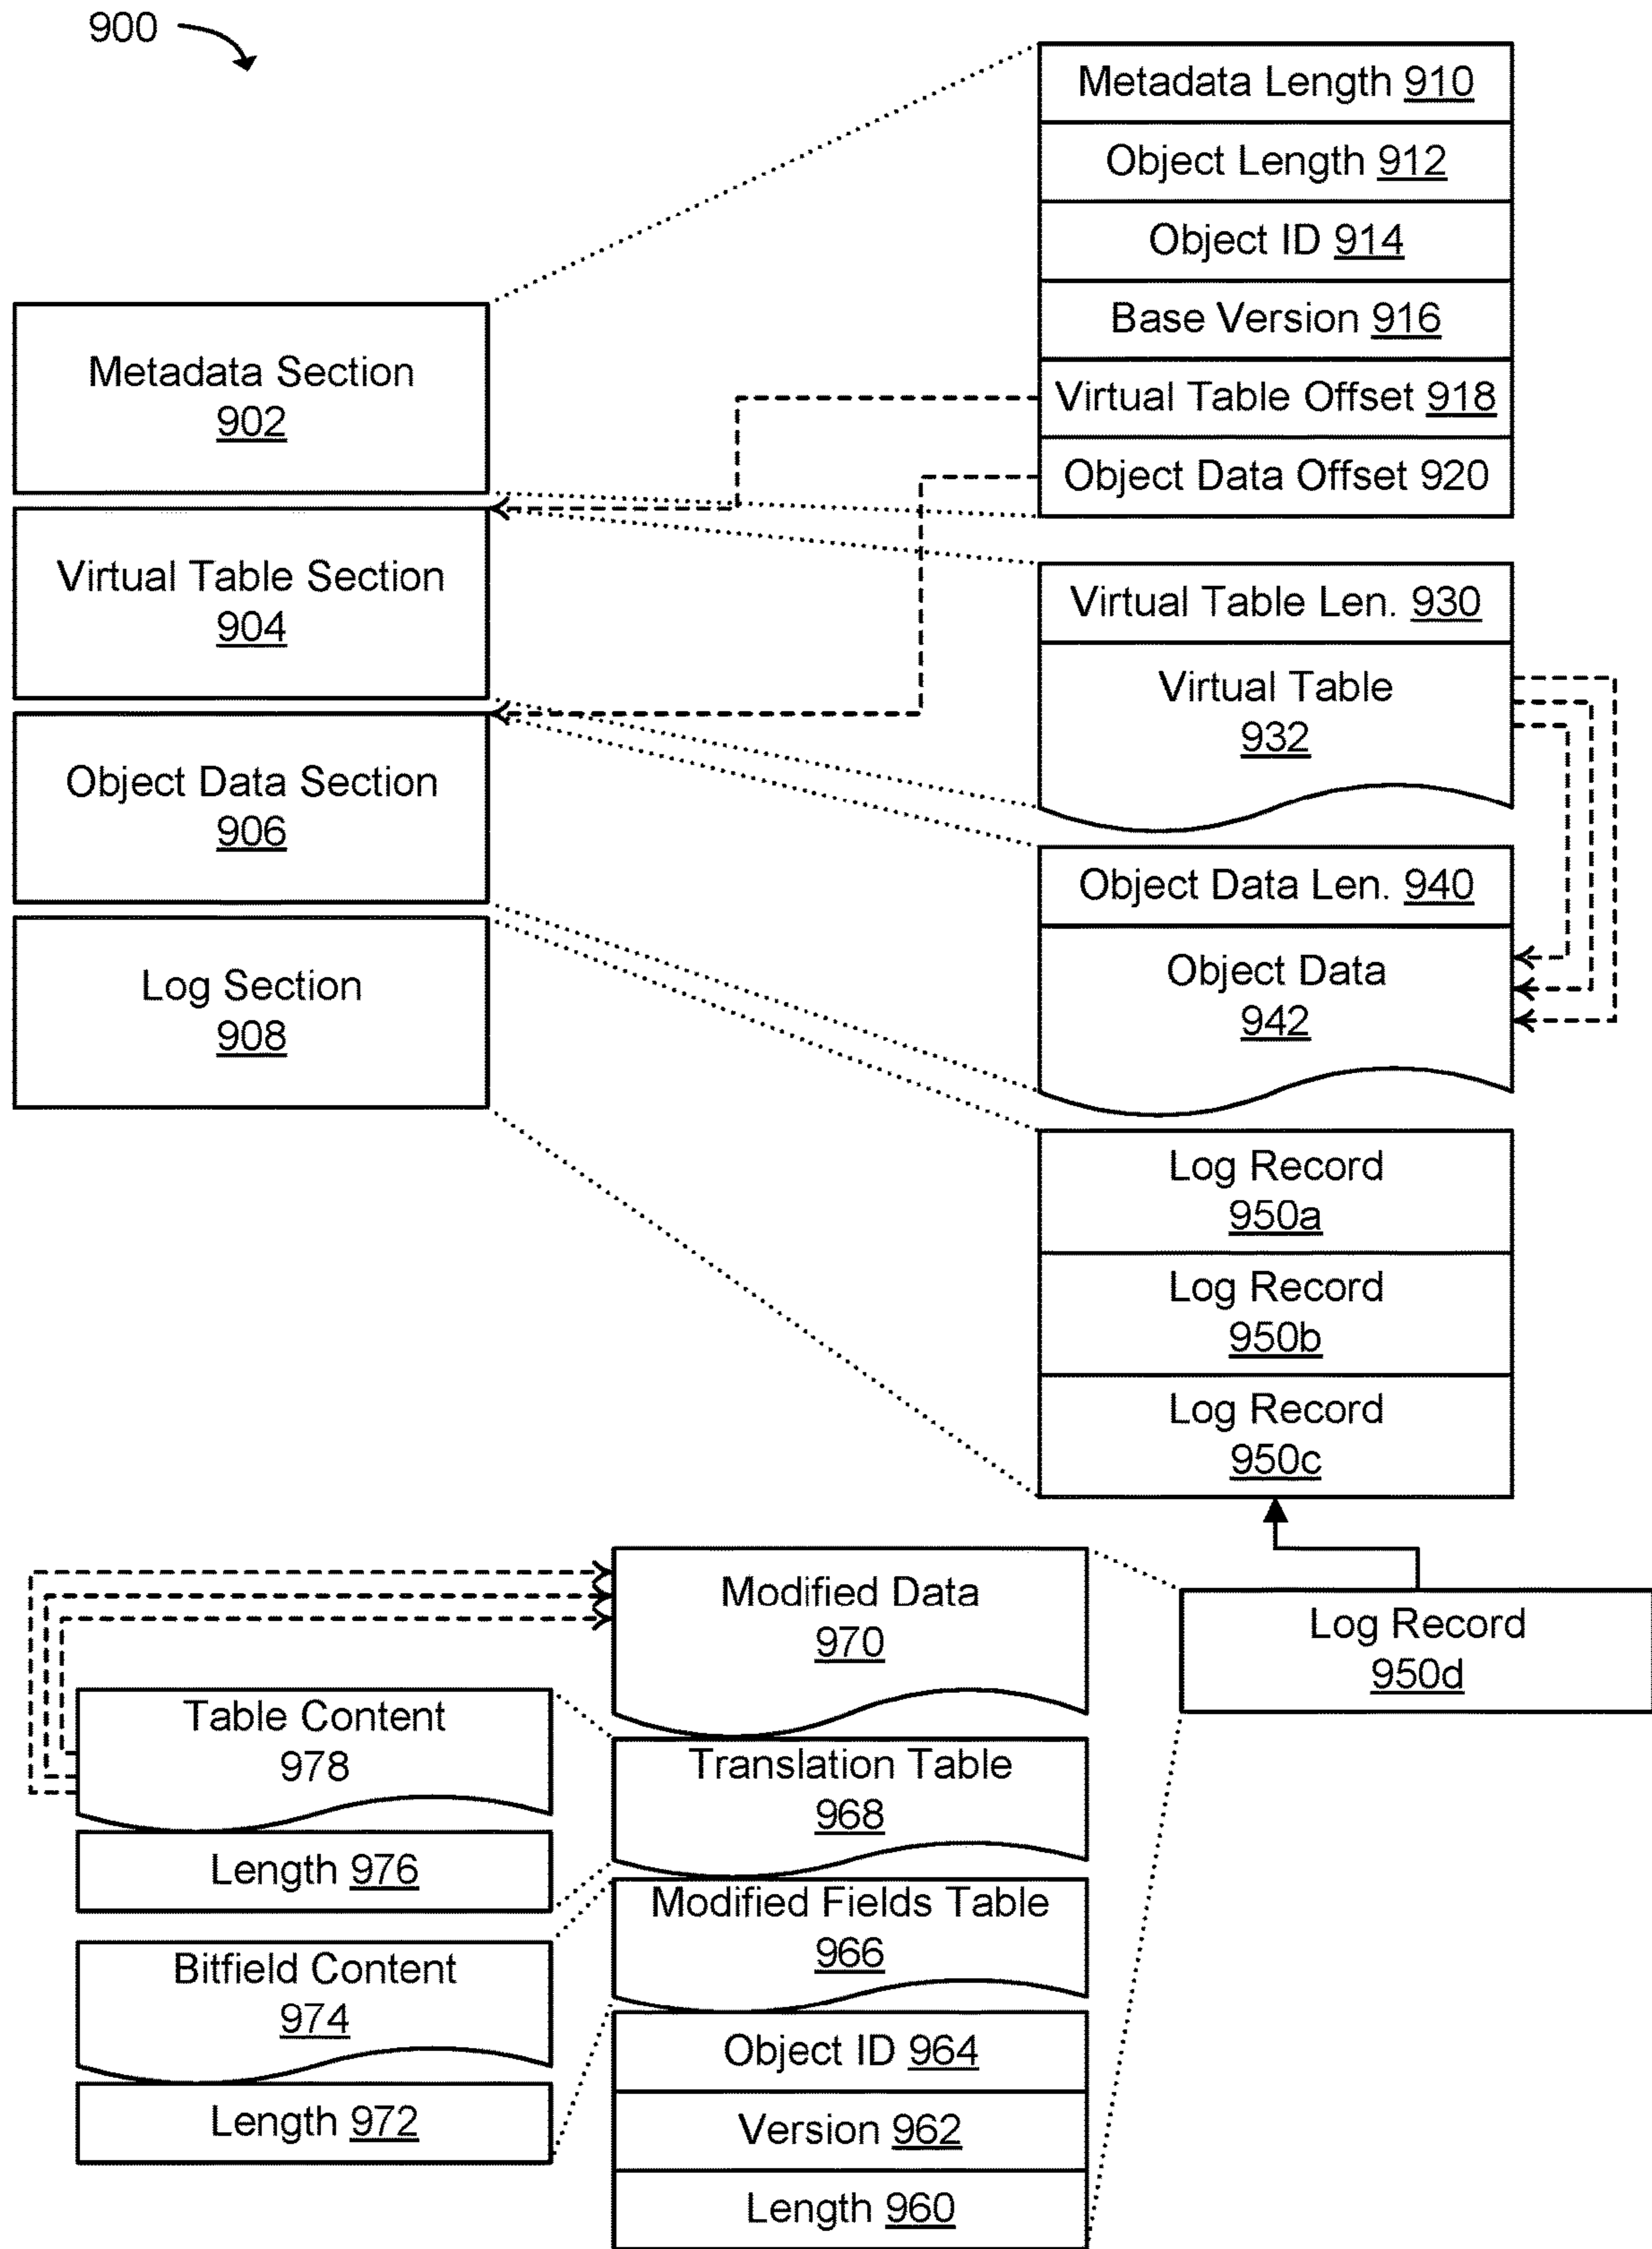 900
Metadata Length 910
Object Length 912
Object ID 914
Base Version 916
Virtual Table Offset 918
Object Data Offset 920
Metadata Section
902
Virtual Table Section
904
Object Data Section
906
Log Section
908
Virtual Table Len. 930
Virtual Table
932
Object Data Len. 940
Object Data
942
Log Record
950a
Log Record
950b
Log Record
950c
Log Record
950d
Modified Data
970
Translation Table
968
Modified Fields Table
966
Object ID 964
Version 962
Length 960
Table Content
978
Length 976
Bitfield Content
974
Length 972